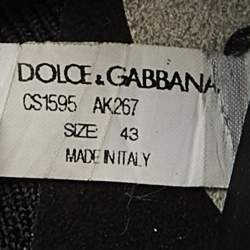 DOLCE & GABBANA
CS1595 AK267
SIZE: 43
MADE IN ITALY